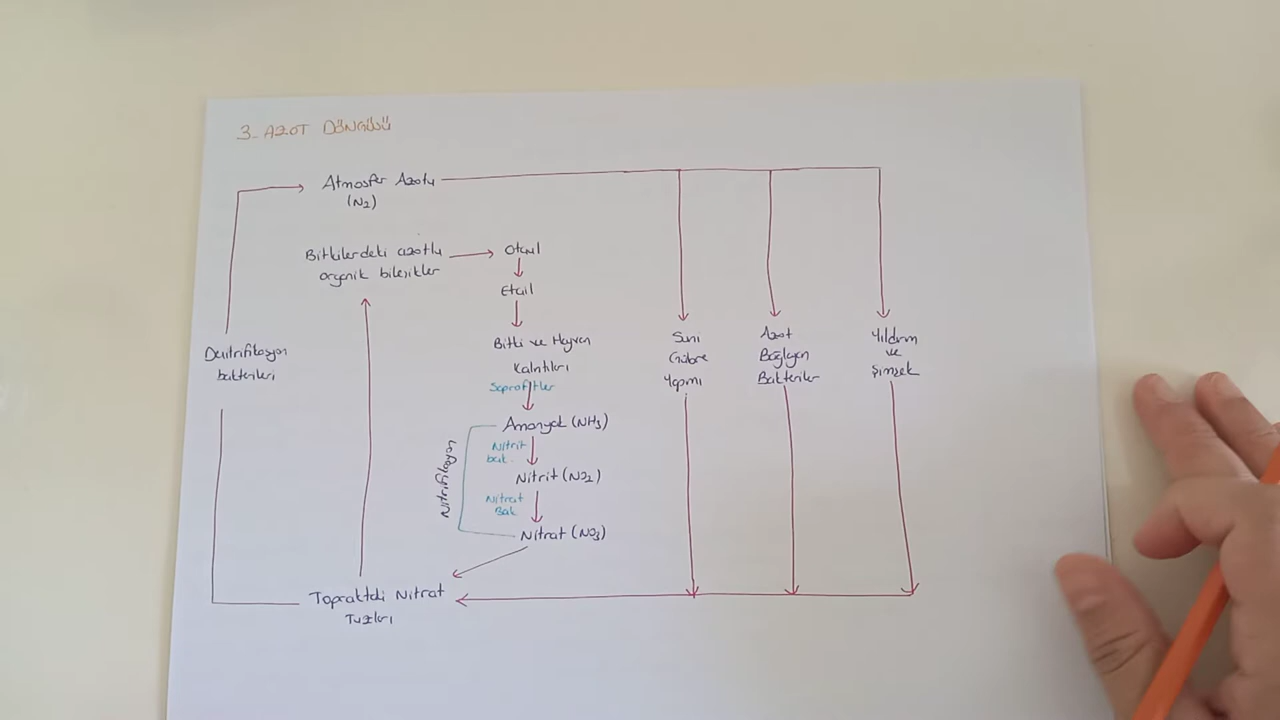 3- AZOT DÖNGÜSÜ
Atmosfer Azotu
(N₂)
Bitkilerdeki azotlu
organik bileşikler
Otçul
Etçil
Bitki ve Hayvan
Kalıntıları
Saprofitler
Amonyak (NH₃)
Nitrit
bak.
Nitrit (NO₂)
Nitrat
Bak.
Nitrat (NO₃)
Nitrifikasyon
Denitrifikasyon
bakterileri
Topraktaki Nitrat
Tuzları
Suni
Gübre
Yapımı
Azot
Bağlayan
Bakteriler
Yıldırım
ve
Şimşek